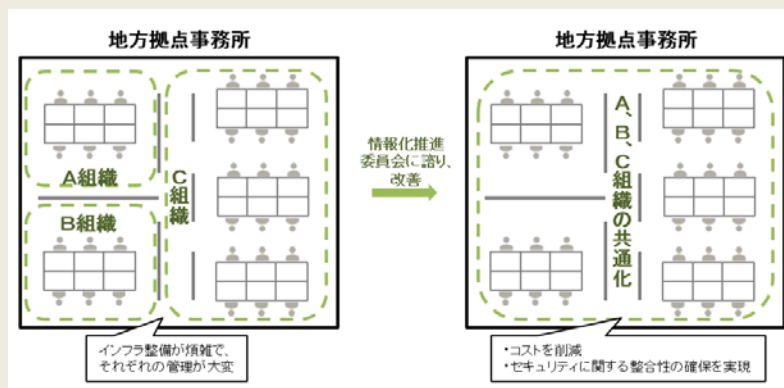 地方拠点事務所
A組織
B組織
C組織
インフラ整備が煩雑で、
それぞれの管理が大変
情報化推進
委員会に諮り、
改善
地方拠点事務所
A、B、C組織の共通化
・コストを削減
・セキュリティに関する整合性の確保を実現